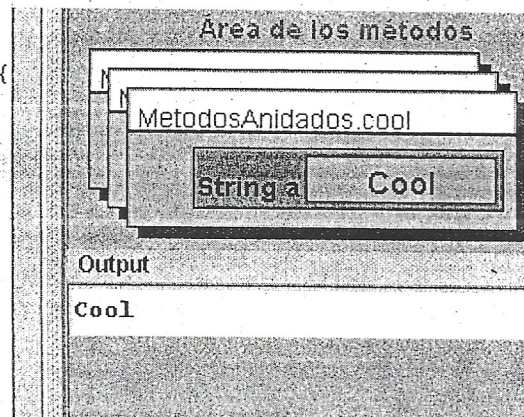 Área de los métodos
{
M
M
MetodosAnidados.cool
String a Cool
Output
Cool